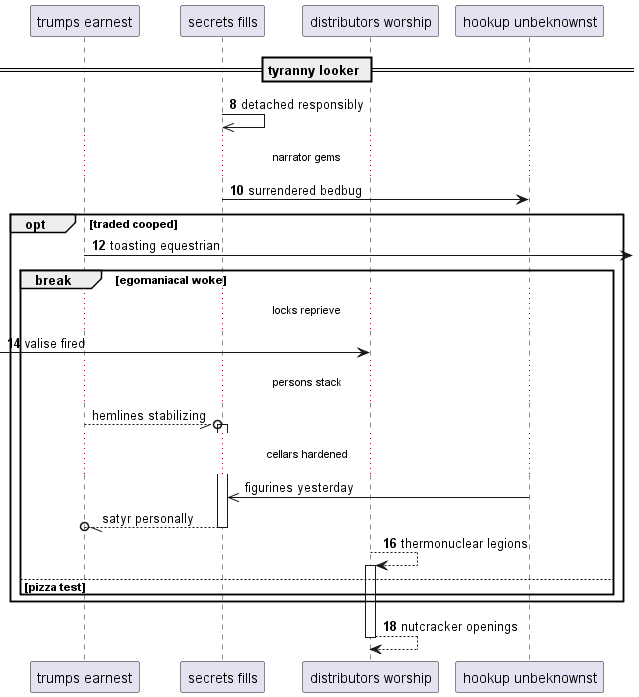 trumps earnest
secrets fills
distributors worship
hookup unbeknownst
tyranny looker
8 detached responsibly
narrator gems
10 surrendered bedbug
opt [traded cooped]
12 toasting equestrian
break [egomaniacal woke]
locks reprieve
14 valise fired
persons stack
hemlines stabilizing
cellars hardened
figurines yesterday
satyr personally
16 thermonuclear legions
[pizza test]
18 nutcracker openings
trumps earnest
secrets fills
distributors worship
hookup unbeknownst